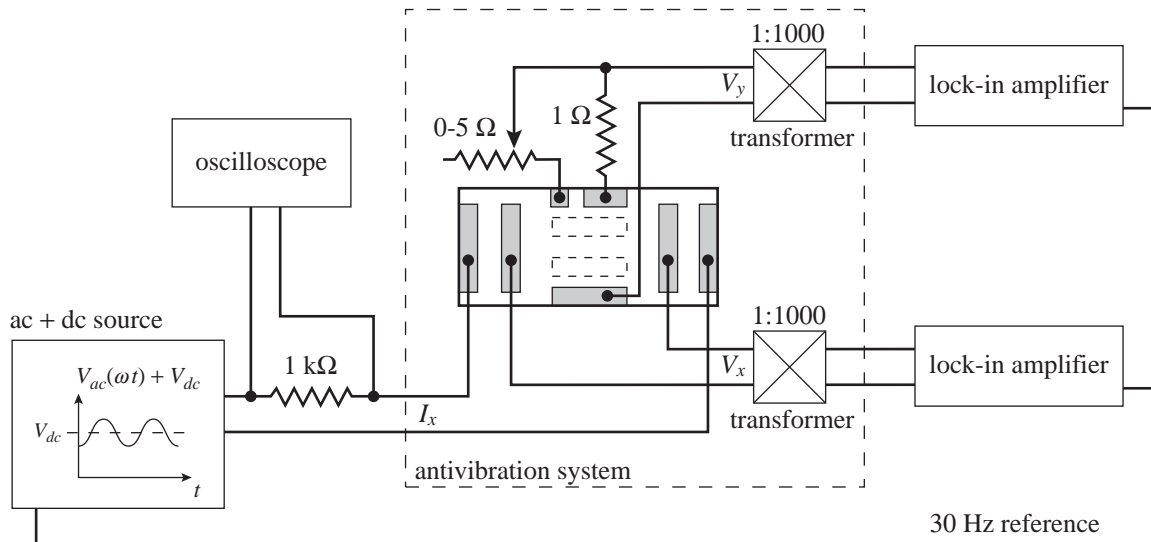 1:1000
lock-in amplifier
V_y
1 Ω
0-5 Ω
transformer
oscilloscope
ac + dc source
1:1000
1 kΩ
V_ac(ωt) + V_dc
V_x
lock-in amplifier
transformer
I_x
V_dc
antivibration system
t
30 Hz reference